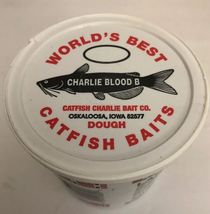 WORLD'S BEST
CHARLIE BLOOD B
CATFISH CHARLIE BAIT CO.
OSKALOOSA, IOWA 52577
DOUGH
CATFISH BAITS